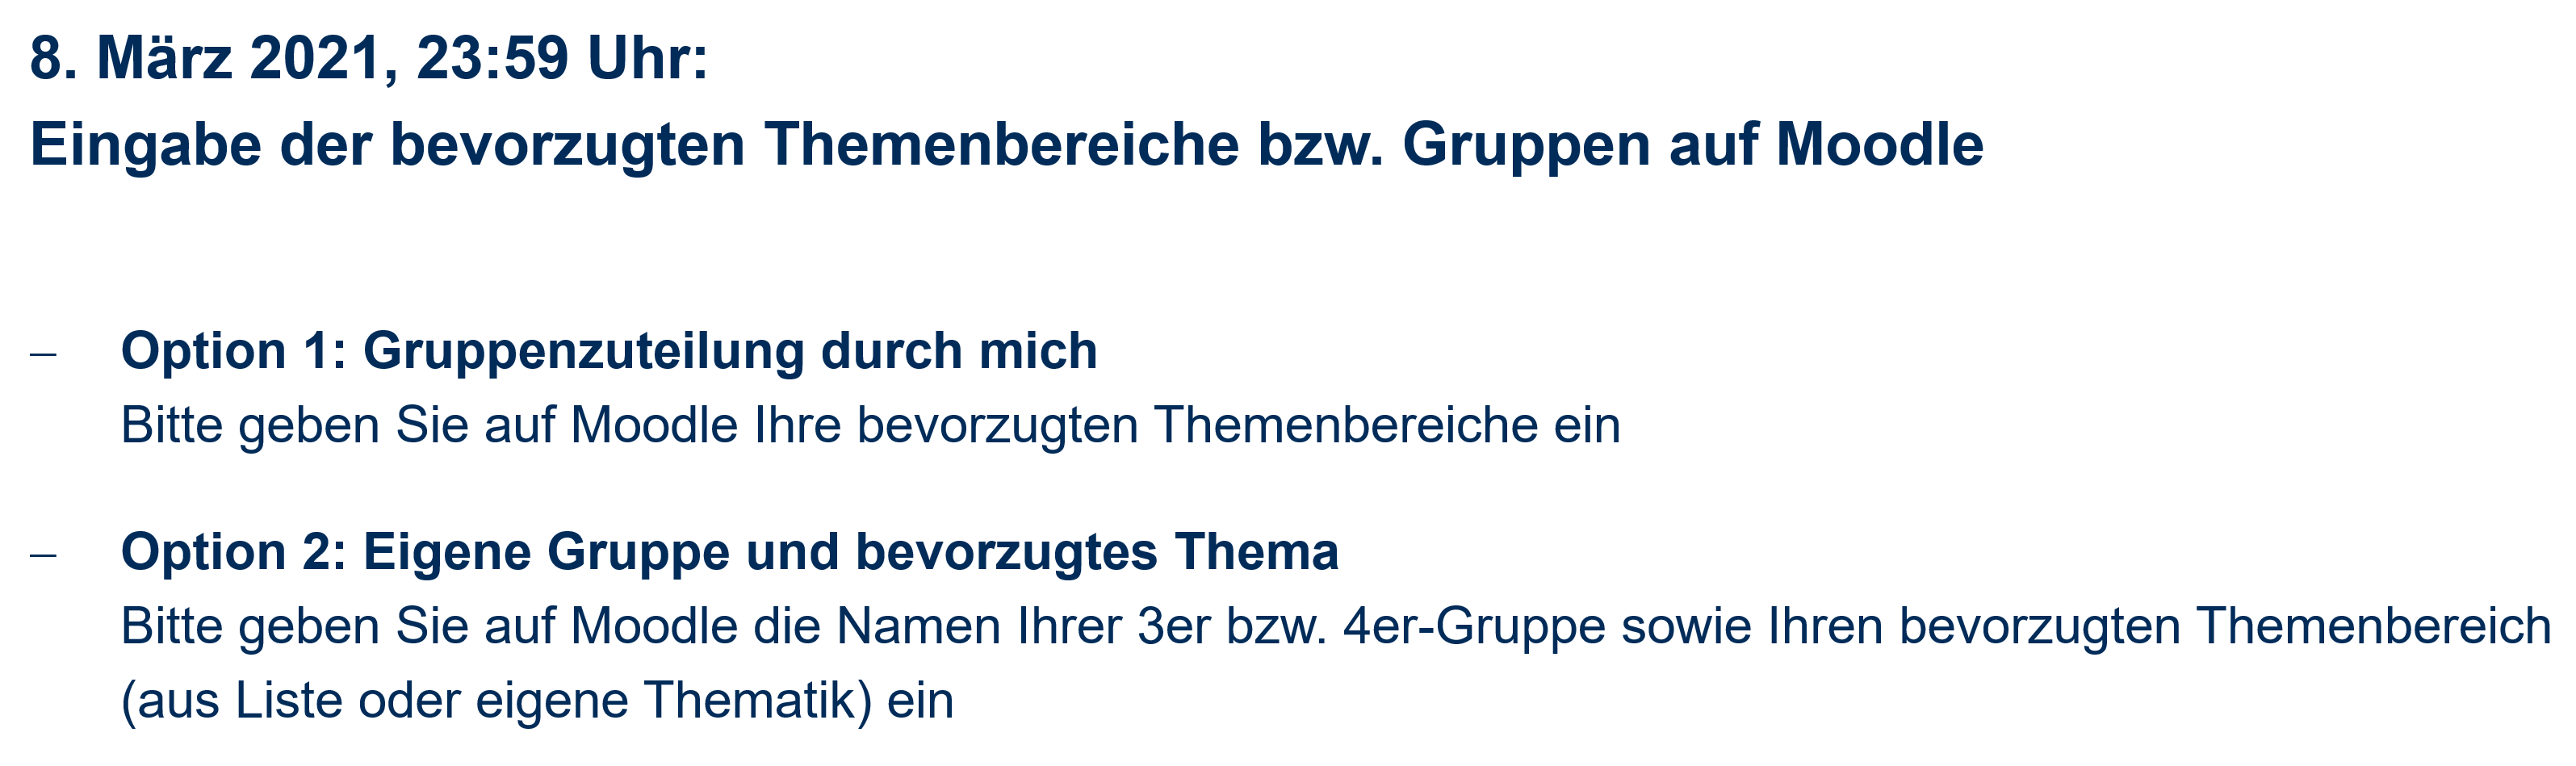 8. März 2021, 23:59 Uhr:
Eingabe der bevorzugten Themenbereiche bzw. Gruppen auf Moodle
– Option 1: Gruppenzuteilung durch mich
Bitte geben Sie auf Moodle Ihre bevorzugten Themenbereiche ein
– Option 2: Eigene Gruppe und bevorzugtes Thema
Bitte geben Sie auf Moodle die Namen Ihrer 3er bzw. 4er-Gruppe sowie Ihren bevorzugten Themenbereich
(aus Liste oder eigene Thematik) ein